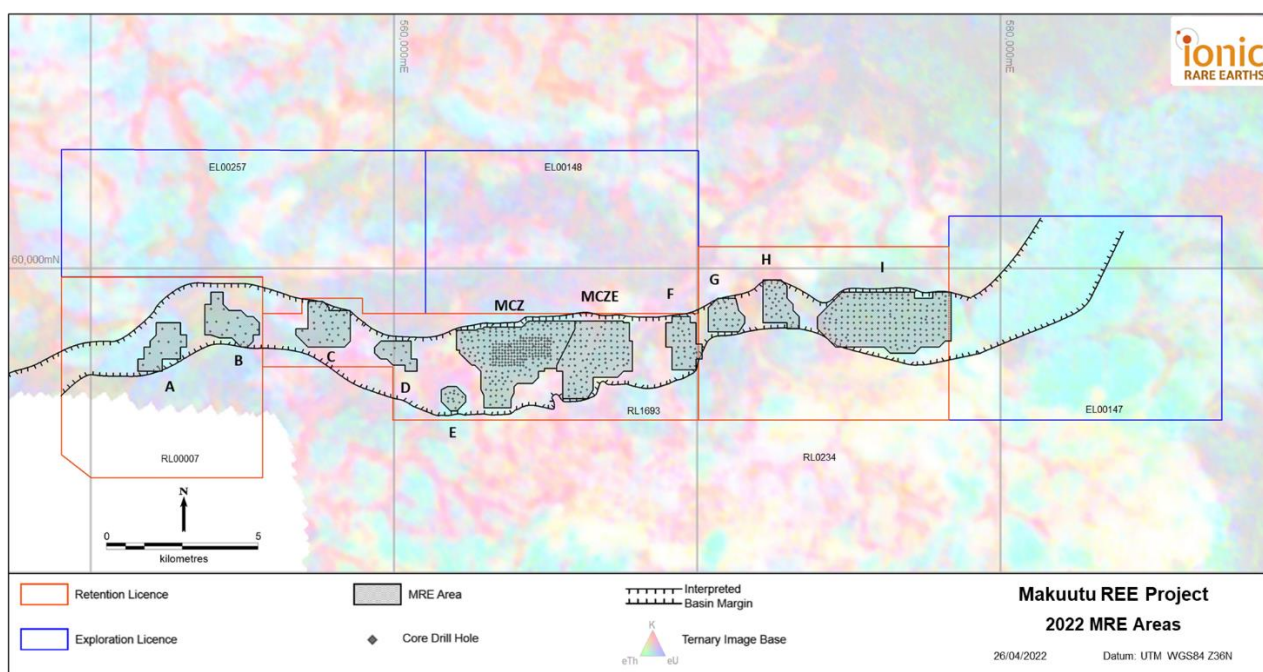 560,000mE
580,000mE
ionic
RARE EARTHS
EL00257
EL00148
60,000mN
H
I
G
MCZ
MCZE
F
A
B
C
D
E
RL1693
EL00147
RL00007
RL0234
N
0
5
kilometres
Retention Licence
MRE Area
Interpreted
Basin Margin
Makuutu REE Project
2022 MRE Areas
Exploration Licence
Core Drill Hole
K
eTh
eU
Ternary Image Base
26/04/2022
Datum: UTM WGS84 Z36N